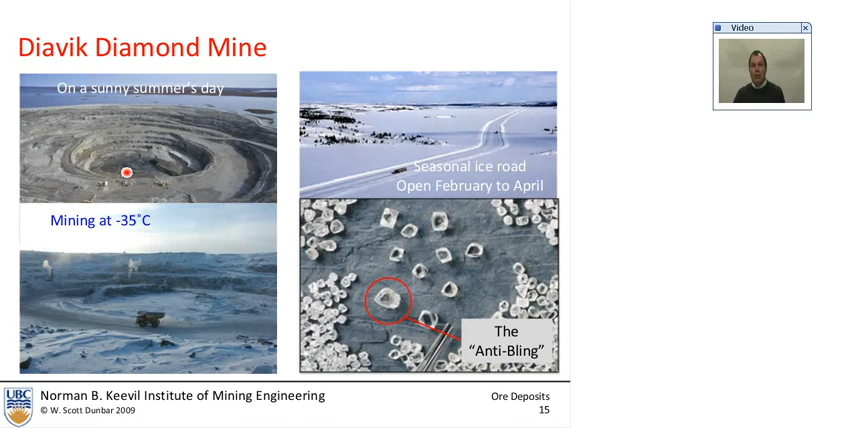 Diavik Diamond Mine
On a sunny summer's day
Seasonal ice road
Open February to April
Mining at -35˚C
The
“Anti-Bling”
UBC
Norman B. Keevil Institute of Mining Engineering
© W. Scott Dunbar 2009
Ore Deposits
15
Video